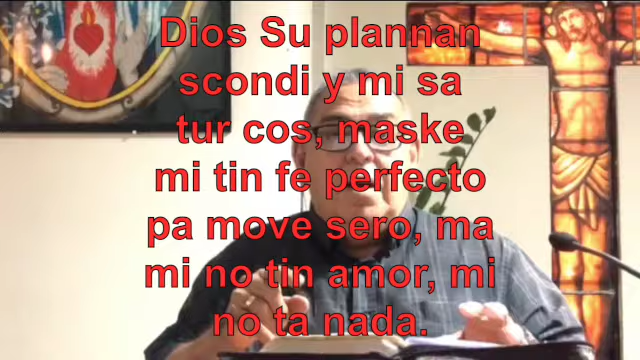 Dios Su plannan
scondi y mi sa
tur cos, maske
mi tin fe perfecto
pa move sero, ma
mi no tin amor, mi
no ta nada.